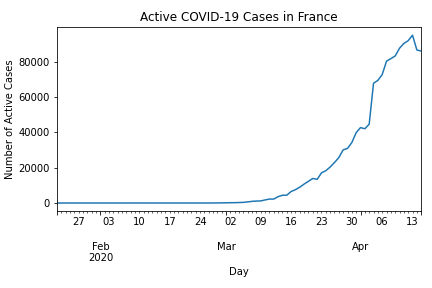 Active COVID-19 Cases in France
Number of Active Cases
80000
60000
40000
20000
0
27 03 10 17 24 02 09 16 23 30 06 13
Feb Mar Apr
2020
Day